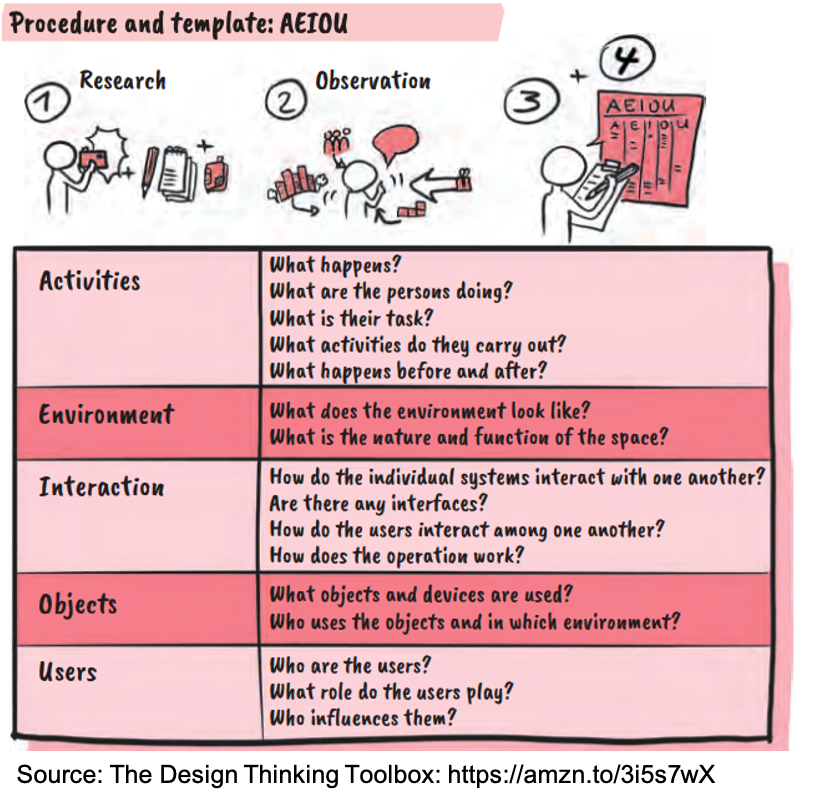 Procedure and template: AEIOU
1
Research
2
Observation
3
+
4
AEIOU
A E I O U
+
+
Activities
What happens?
What are the persons doing?
What is their task?
What activities do they carry out?
What happens before and after?
Environment
What does the environment look like?
What is the nature and function of the space?
Interaction
How do the individual systems interact with one another?
Are there any interfaces?
How do the users interact among one another?
How does the operation work?
Objects
What objects and devices are used?
Who uses the objects and in which environment?
Users
Who are the users?
What role do the users play?
Who influences them?
Source: The Design Thinking Toolbox: https://amzn.to/3i5s7wX